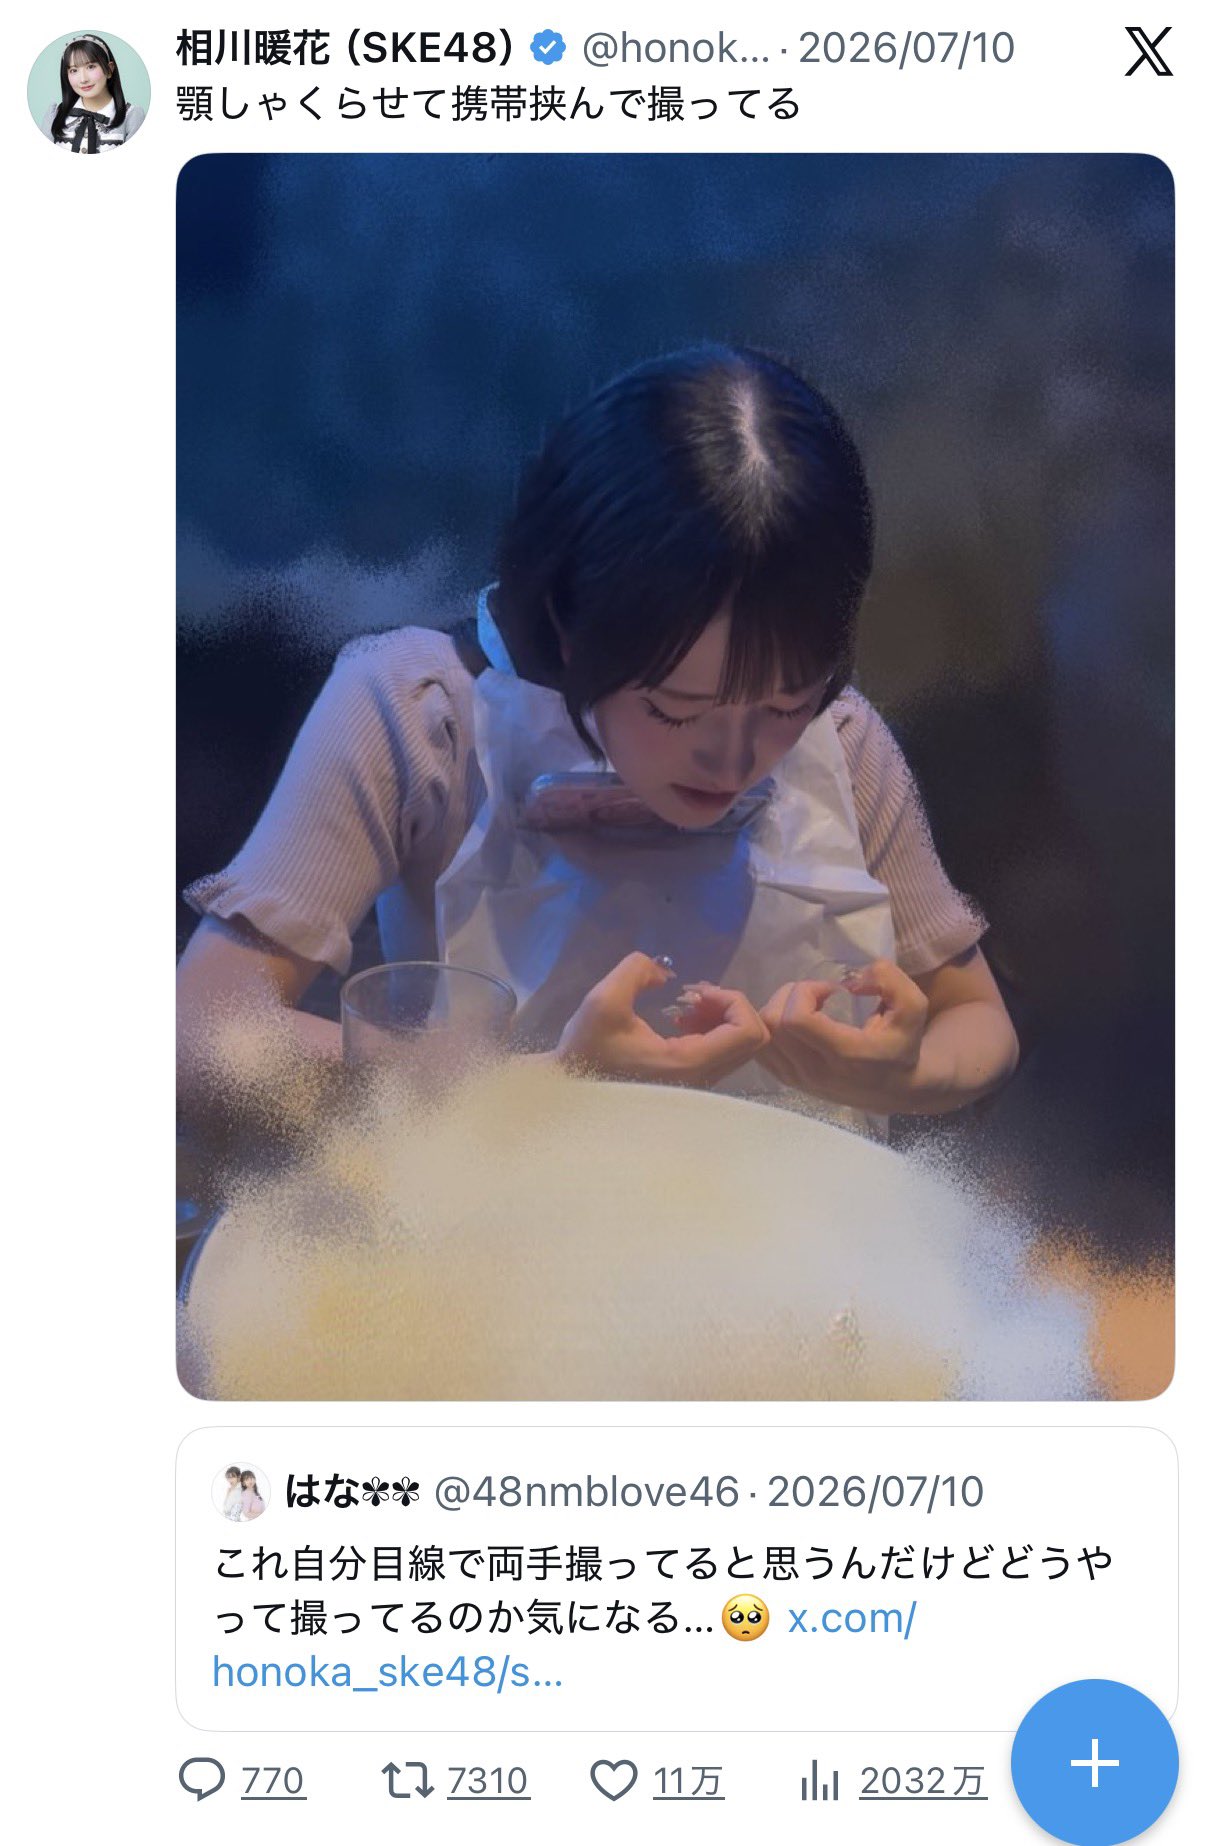 相川暖花 (SKE48) @honok... · 2026/07/10
顎しゃくらせて携帯挟んで撮ってる
はな✽✽ @48nmblove46 · 2026/07/10
これ自分目線で両手撮ってると思うんだけどどうや
って撮ってるのか気になる...🥺 x.com/
honoka_ske48/s...
770 7310 11万 2032万